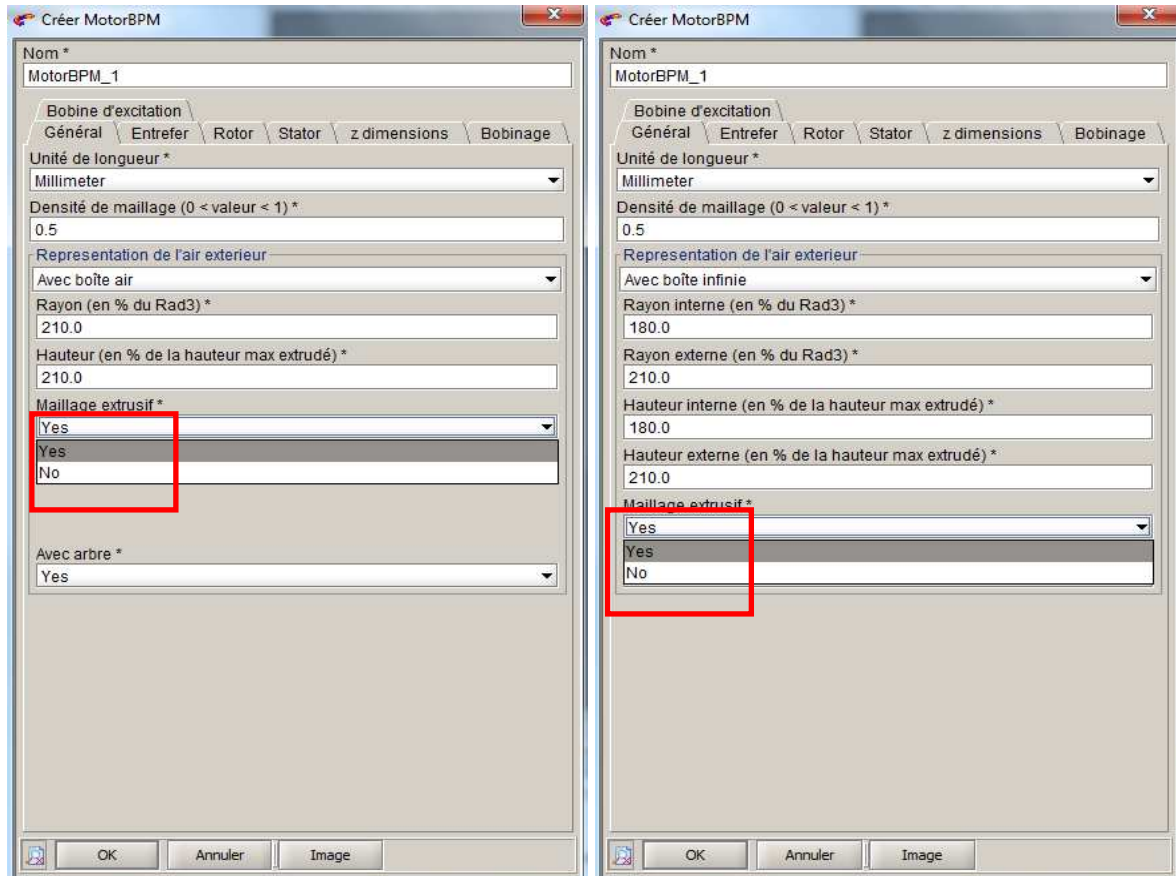 Créer MotorBPM
Nom *
MotorBPM_1
Bobine d'excitation
Général Entrefer Rotor Stator z dimensions Bobinage
Unité de longueur *
Millimeter
Densité de maillage (0 < valeur < 1) *
0.5
Representation de l'air exterieur
Avec boîte air
Rayon (en % du Rad3) *
210.0
Hauteur (en % de la hauteur max extrudé) *
210.0
Maillage extrusif *
Yes
Yes
No
Avec arbre *
Yes
OK Annuler Image
Créer MotorBPM
Nom *
MotorBPM_1
Bobine d'excitation
Général Entrefer Rotor Stator z dimensions Bobinage
Unité de longueur *
Millimeter
Densité de maillage (0 < valeur < 1) *
0.5
Representation de l'air exterieur
Avec boîte infinie
Rayon interne (en % du Rad3) *
180.0
Rayon externe (en % du Rad3) *
210.0
Hauteur interne (en % de la hauteur max extrudé) *
180.0
Hauteur externe (en % de la hauteur max extrudé) *
210.0
Maillage extrusif *
Yes
Yes
No
OK Annuler Image